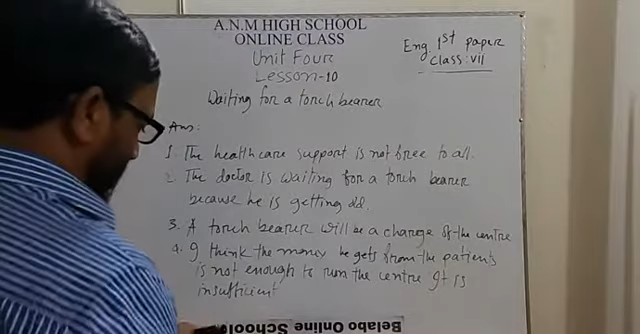 A.N.M HIGH SCHOOL
ONLINE CLASS
Eng. 1st paper
Class: VII
Unit Four
Lesson-10
Waiting for a torch bearer
Ans:
1. The health care support is not free to all.
2. The doctor is waiting for a torch bearer
because he is getting old.
3. A torch bearer will be a change of the centre
4. I think the money he gets from the patients
is not enough to run the centre It is
insufficient
Belabo Online School